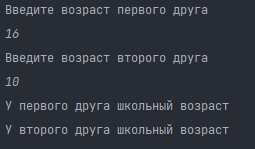 Введите возраст первого друга
16
Введите возраст второго друга
10
У первого друга школьный возраст
У второго друга школьный возраст